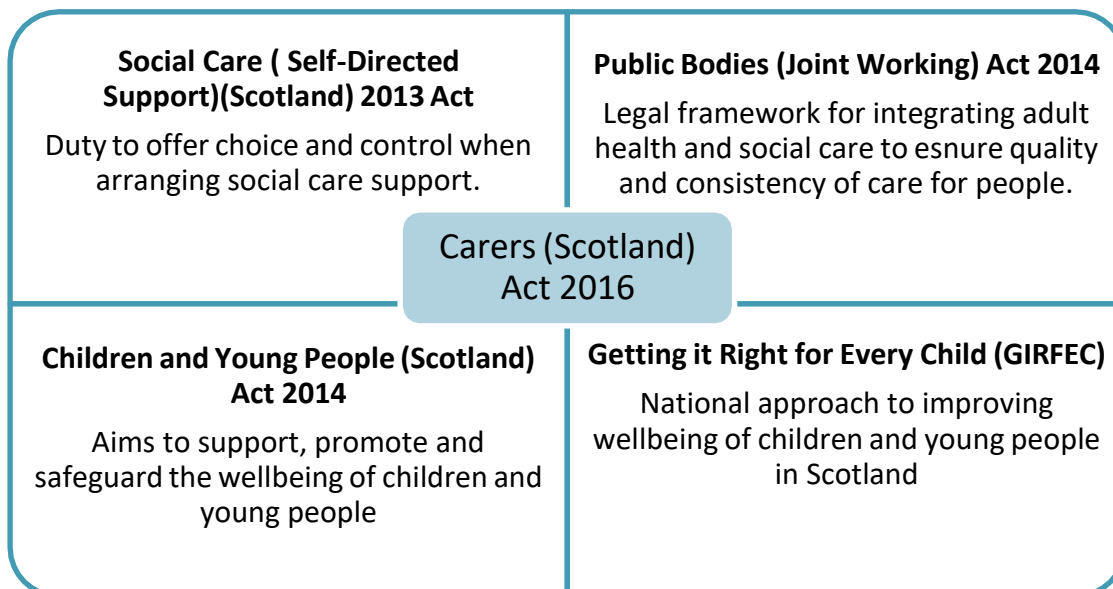 Social Care ( Self-Directed
Support)(Scotland) 2013 Act
Duty to offer choice and control when
arranging social care support.
Public Bodies (Joint Working) Act 2014
Legal framework for integrating adult
health and social care to esnure quality
and consistency of care for people.
Carers (Scotland)
Act 2016
Children and Young People (Scotland)
Act 2014
Aims to support, promote and
safeguard the wellbeing of children and
young people
Getting it Right for Every Child (GIRFEC)
National approach to improving
wellbeing of children and young people
in Scotland